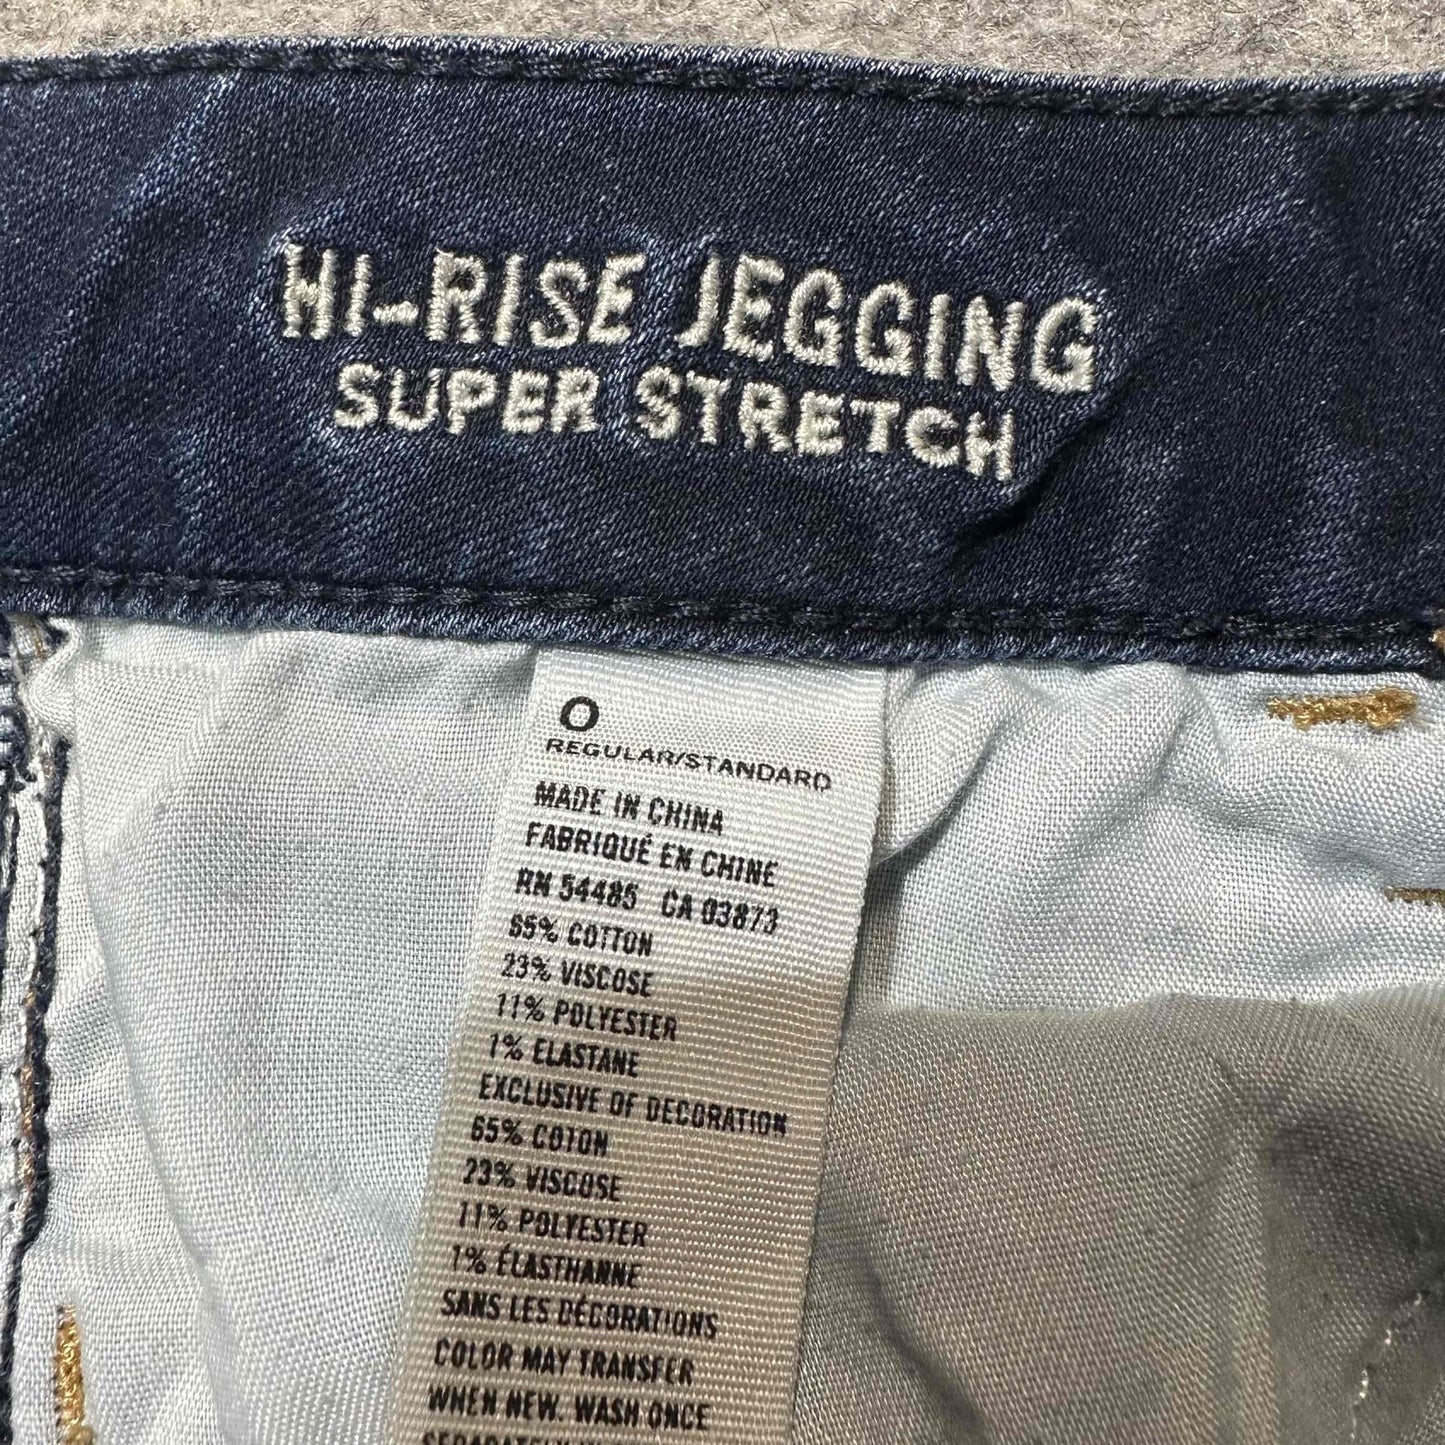 HI-RISE JEGGING
SUPER STRETCH
0
REGULAR/STANDARD
MADE IN CHINA
FABRIQUÉ EN CHINE
RN 54485 CA 03873
65% COTTON
23% VISCOSE
11% POLYESTER
1% ELASTANE
EXCLUSIVE OF DECORATION
65% COTON
23% VISCOSE
11% POLYESTER
1% ÉLASTHANNE
SANS LES DÉCORATIONS
COLOR MAY TRANSFER
WHEN NEW. WASH ONCE
SEPARATELY